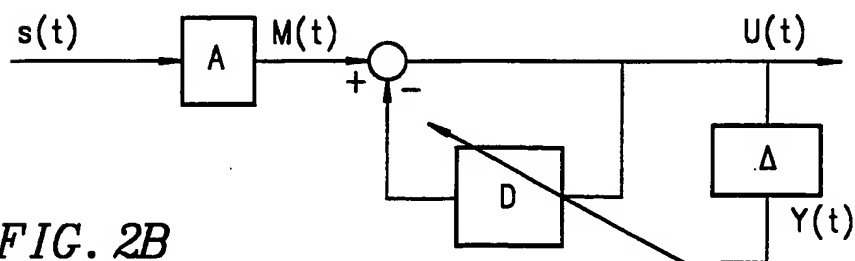 s(t)
A
M(t)
+
-
U(t)
D
Δ
Y(t)
FIG. 2B